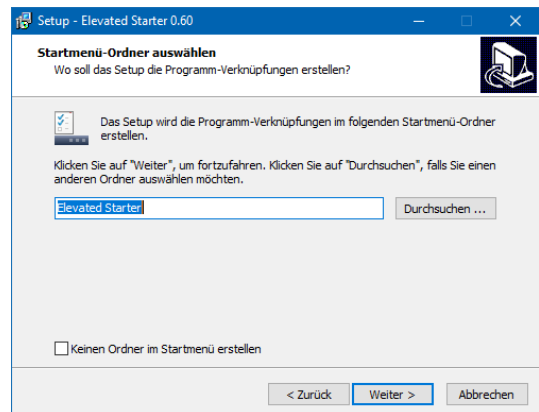 Setup - Elevated Starter 0.60
Startmenü-Ordner auswählen
Wo soll das Setup die Programm-Verknüpfungen erstellen?
Das Setup wird die Programm-Verknüpfungen im folgenden Startmenü-Ordner
erstellen.
Klicken Sie auf "Weiter", um fortzufahren. Klicken Sie auf "Durchsuchen", falls Sie einen
anderen Ordner auswählen möchten.
Elevated Starter
Durchsuchen ...
Keinen Ordner im Startmenü erstellen
< Zurück
Weiter >
Abbrechen